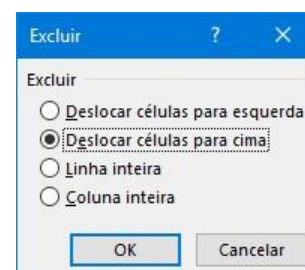 Excluir ? ×
Excluir
Deslocar células para esquerda
Deslocar células para cima
Linha inteira
Coluna inteira
OK Cancelar